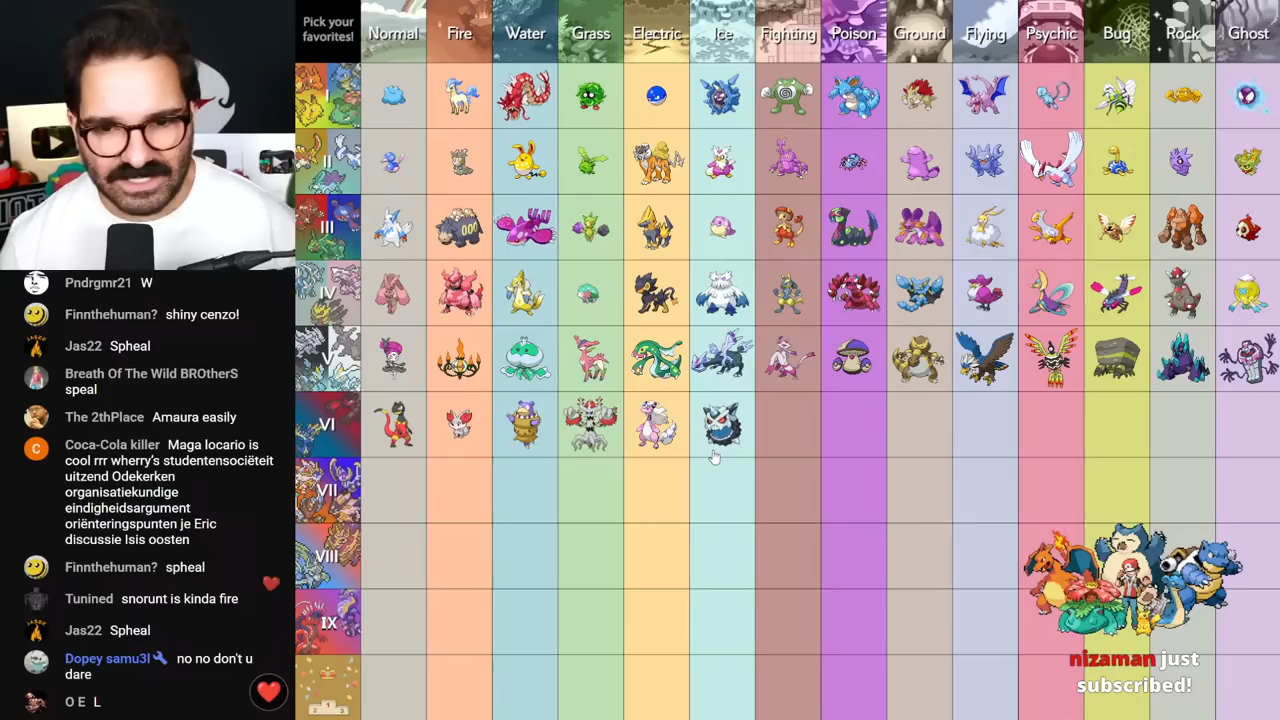 Pick your
favorites!
Normal Fire Water Grass Electric Ice Fighting Poison Ground Flying Psychic Bug Rock Ghost
I
II
III
IV
V
VI
VII
VIII
IX
1
2 3
Pndrgmr21 W
Finnthehuman? shiny cenzo!
Jas22 Spheal
Breath Of The Wild BROtherS
speal
The 2thPlace Amaura easily
C
Coca-Cola killer Maga locario is
cool rrr wherry's studentensociëteit
uitzend Odekerken
organisatiekundige
eindigheidsargument
oriënteringspunten je Eric
discussie Isis oosten
Finnthehuman? spheal
Tunined snorunt is kinda fire
Jas22 Spheal
Dopey samu3l no no don't u
dare
O E L
nizaman just
subscribed!